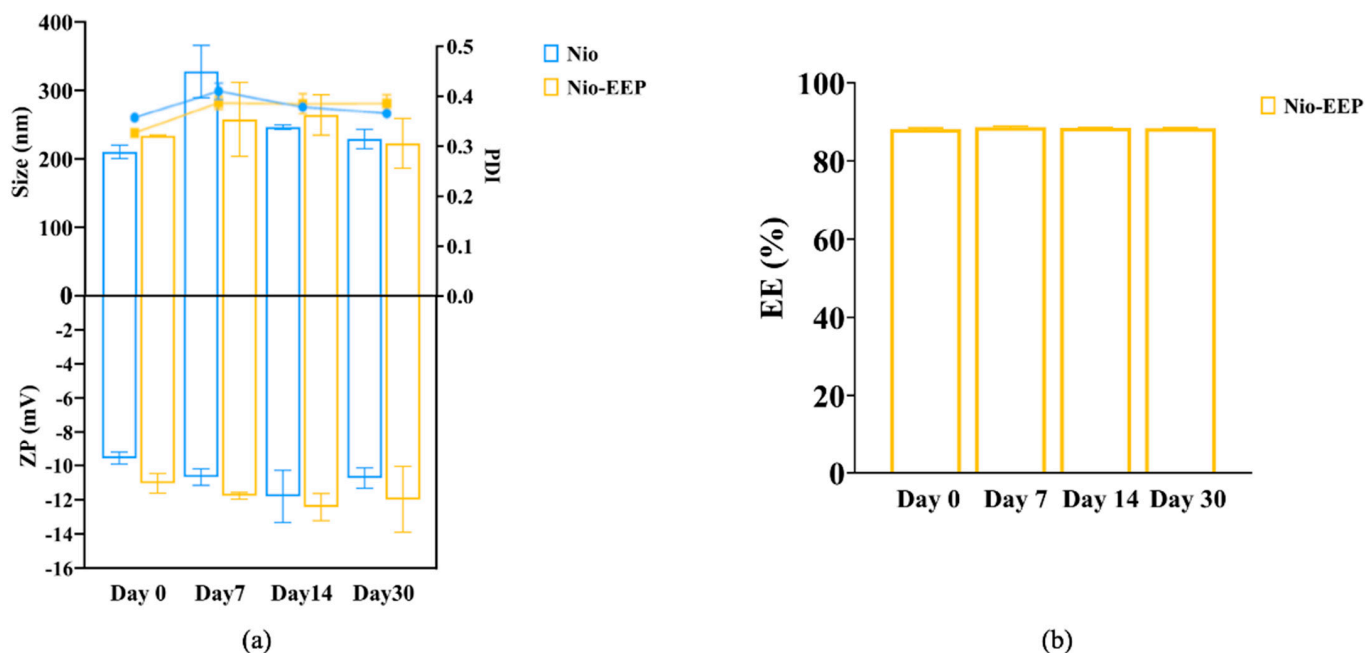 400
300
200
100
0
Size (nm)
0.5
0.4
0.3
0.2
0.1
0.0
PDI
Nio
Nio-EEP
-2
-4
-6
-8
-10
-12
-14
-16
ZP (mV)
Day 0 Day7 Day14 Day30
(a)
100
80
60
40
20
0
EE (%)
Nio-EEP
Day 0 Day 7 Day 14 Day 30
(b)